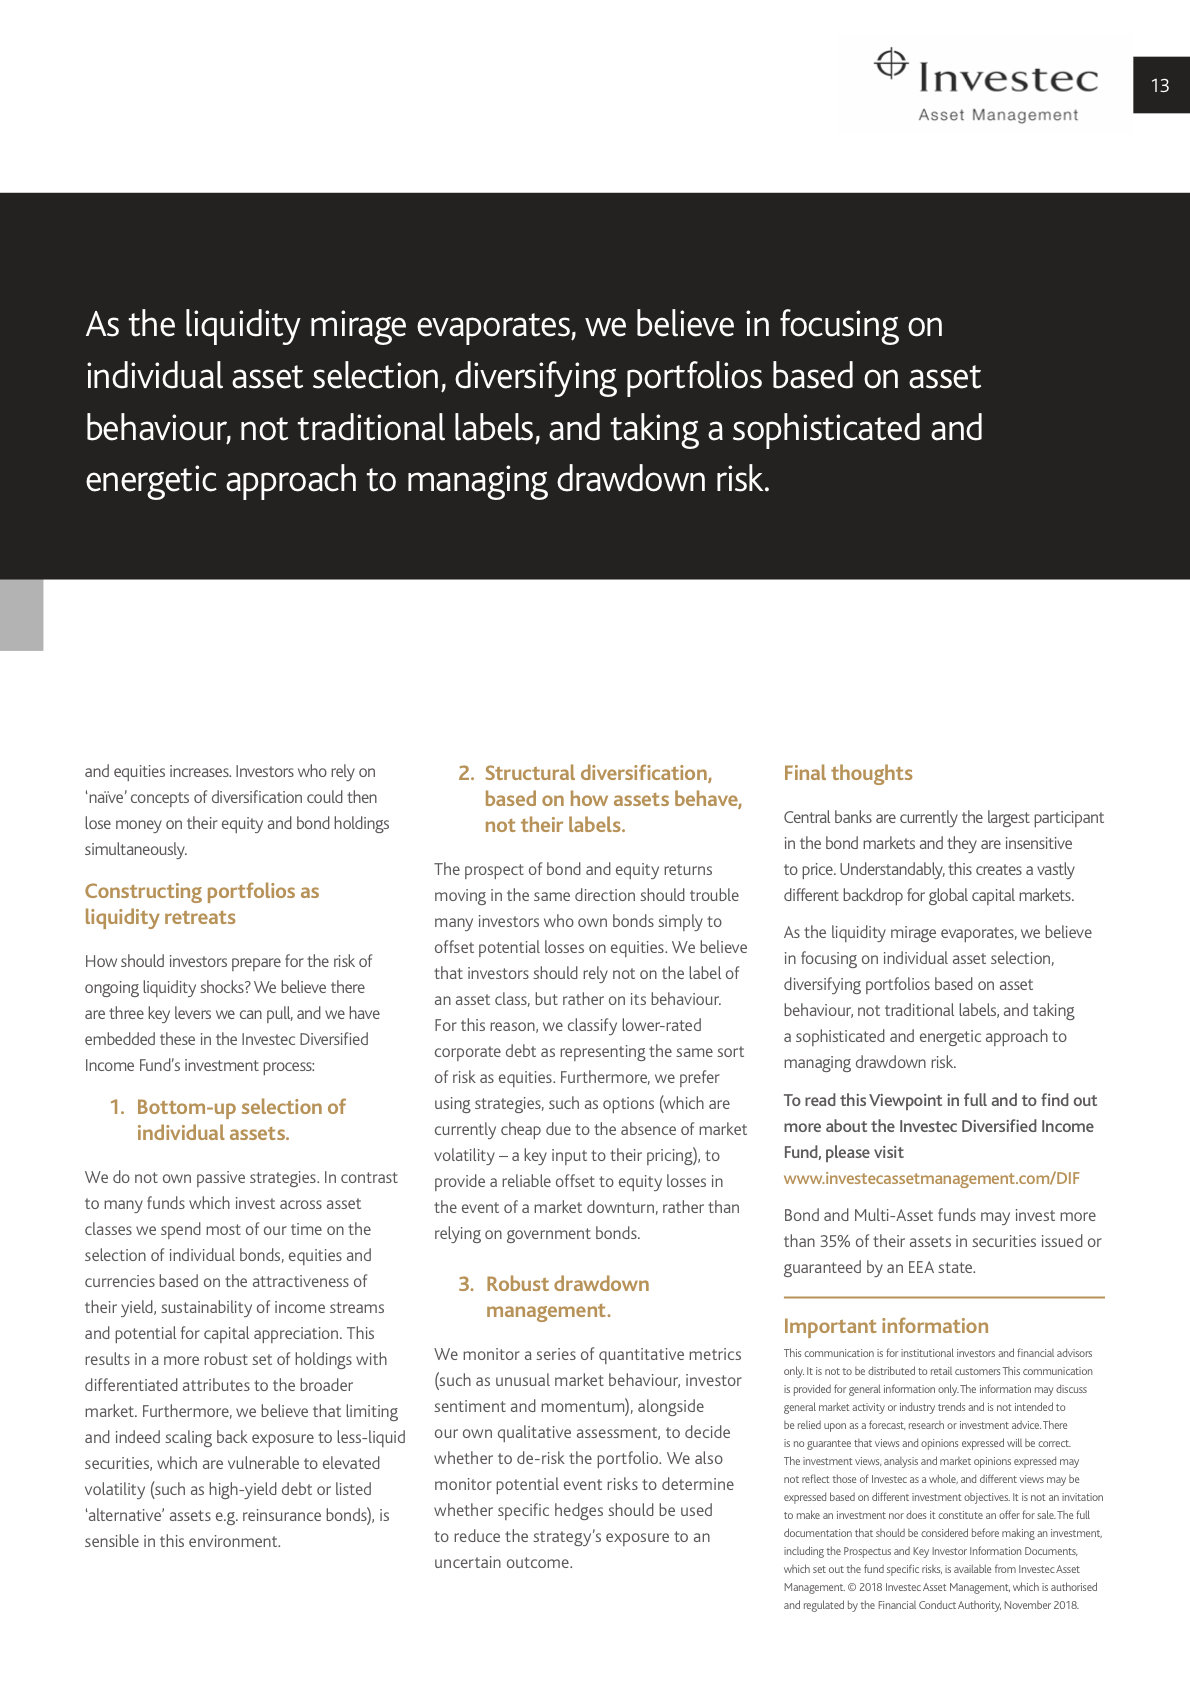 Investec
Asset Management
13
As the liquidity mirage evaporates, we believe in focusing on
individual asset selection, diversifying portfolios based on asset
behaviour, not traditional labels, and taking a sophisticated and
energetic approach to managing drawdown risk.
and equities increases. Investors who rely on
‘naïve’ concepts of diversification could then
lose money on their equity and bond holdings
simultaneously.
Constructing portfolios as
liquidity retreats
How should investors prepare for the risk of
ongoing liquidity shocks? We believe there
are three key levers we can pull, and we have
embedded these in the Investec Diversified
Income Fund’s investment process:
1. Bottom-up selection of
individual assets.
We do not own passive strategies. In contrast
to many funds which invest across asset
classes we spend most of our time on the
selection of individual bonds, equities and
currencies based on the attractiveness of
their yield, sustainability of income streams
and potential for capital appreciation. This
results in a more robust set of holdings with
differentiated attributes to the broader
market. Furthermore, we believe that limiting
and indeed scaling back exposure to less-liquid
securities, which are vulnerable to elevated
volatility (such as high-yield debt or listed
‘alternative’ assets e.g. reinsurance bonds), is
sensible in this environment.
2. Structural diversification,
based on how assets behave,
not their labels.
The prospect of bond and equity returns
moving in the same direction should trouble
many investors who own bonds simply to
offset potential losses on equities. We believe
that investors should rely not on the label of
an asset class, but rather on its behaviour.
For this reason, we classify lower-rated
corporate debt as representing the same sort
of risk as equities. Furthermore, we prefer
using strategies, such as options (which are
currently cheap due to the absence of market
volatility – a key input to their pricing), to
provide a reliable offset to equity losses in
the event of a market downturn, rather than
relying on government bonds.
3. Robust drawdown
management.
We monitor a series of quantitative metrics
(such as unusual market behaviour, investor
sentiment and momentum), alongside
our own qualitative assessment, to decide
whether to de-risk the portfolio. We also
monitor potential event risks to determine
whether specific hedges should be used
to reduce the strategy’s exposure to an
uncertain outcome.
Final thoughts
Central banks are currently the largest participant
in the bond markets and they are insensitive
to price. Understandably, this creates a vastly
different backdrop for global capital markets.
As the liquidity mirage evaporates, we believe
in focusing on individual asset selection,
diversifying portfolios based on asset
behaviour, not traditional labels, and taking
a sophisticated and energetic approach to
managing drawdown risk.
To read this Viewpoint in full and to find out
more about the Investec Diversified Income
Fund, please visit
www.investecassetmanagement.com/DIF
Bond and Multi-Asset funds may invest more
than 35% of their assets in securities issued or
guaranteed by an EEA state.
Important information
This communication is for institutional investors and financial advisors
only. It is not to be distributed to retail customers This communication
is provided for general information only. The information may discuss
general market activity or industry trends and is not intended to
be relied upon as a forecast, research or investment advice. There
is no guarantee that views and opinions expressed will be correct.
The investment views, analysis and market opinions expressed may
not reflect those of Investec as a whole, and different views may be
expressed based on different investment objectives. It is not an invitation
to make an investment nor does it constitute an offer for sale. The full
documentation that should be considered before making an investment,
including the Prospectus and Key Investor Information Documents,
which set out the fund specific risks, is available from Investec Asset
Management. © 2018 Investec Asset Management, which is authorised
and regulated by the Financial Conduct Authority, November 2018.